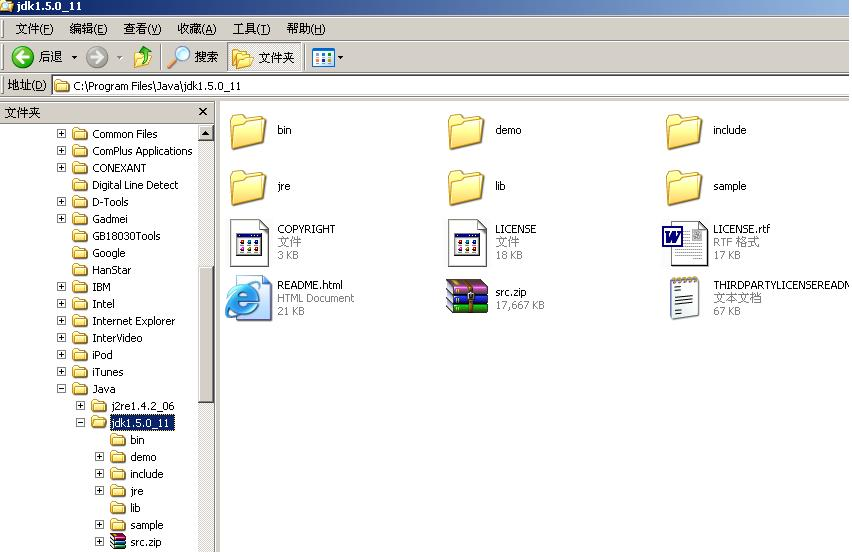 jdk1.5.0_11
文件(F) 编辑(E) 查看(V) 收藏(A) 工具(T) 帮助(H)
后退 搜索 文件夹
地址(D) C:\Program Files\Java\jdk1.5.0_11
文件夹
Common Files
ComPlus Applications
CONEXANT
Digital Line Detect
D-Tools
Gadmei
GB18030Tools
Google
HanStar
IBM
Intel
Internet Explorer
InterVideo
iPod
iTunes
Java
j2re1.4.2_06
jdk1.5.0_11
bin
demo
include
jre
lib
sample
src.zip
bin
demo
include
jre
lib
sample
COPYRIGHT
文件
3 KB
LICENSE
文件
18 KB
LICENSE.rtf
RTF 格式
17 KB
README.html
HTML Document
21 KB
src.zip
17,667 KB
THIRDPARTYLICENSEREADM
文本文档
67 KB